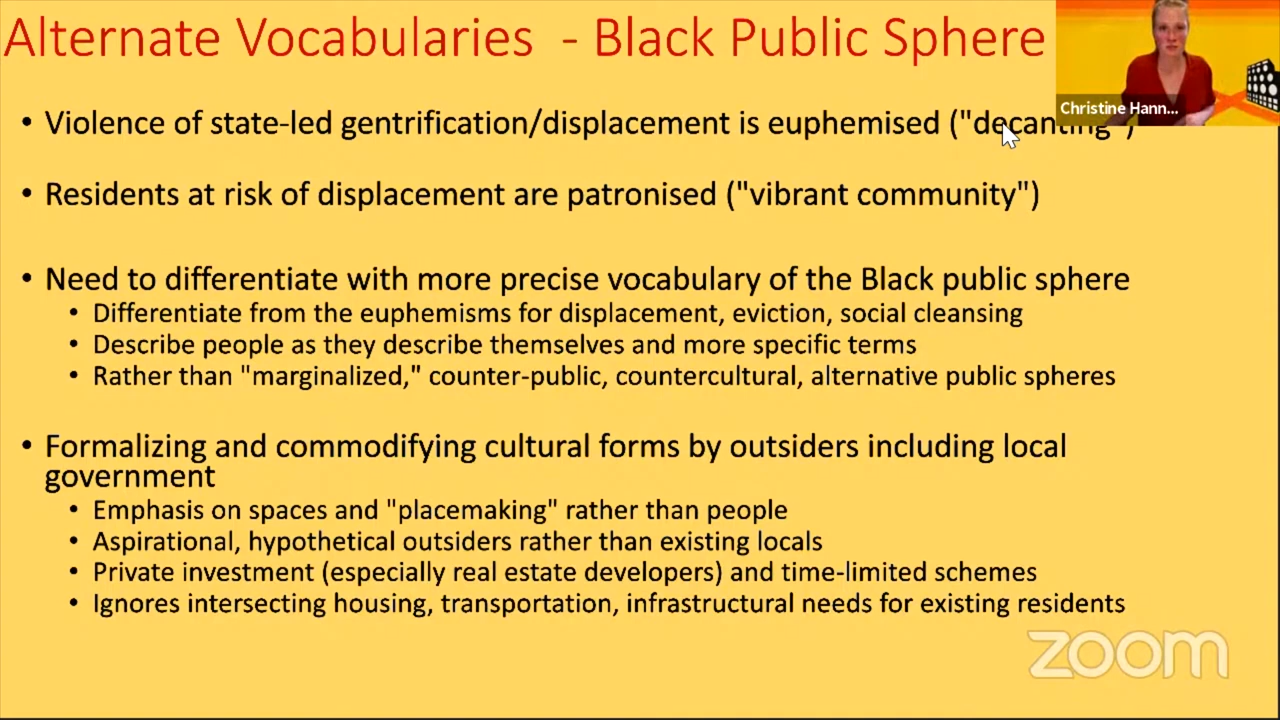 Alternate Vocabularies - Black Public Sphere
Christine Hann...
• Violence of state-led gentrification/displacement is euphemised ("decanting")
• Residents at risk of displacement are patronised ("vibrant community")
• Need to differentiate with more precise vocabulary of the Black public sphere
• Differentiate from the euphemisms for displacement, eviction, social cleansing
• Describe people as they describe themselves and more specific terms
• Rather than "marginalized," counter-public, countercultural, alternative public spheres
• Formalizing and commodifying cultural forms by outsiders including local
government
• Emphasis on spaces and "placemaking" rather than people
• Aspirational, hypothetical outsiders rather than existing locals
• Private investment (especially real estate developers) and time-limited schemes
• Ignores intersecting housing, transportation, infrastructural needs for existing residents
zoom